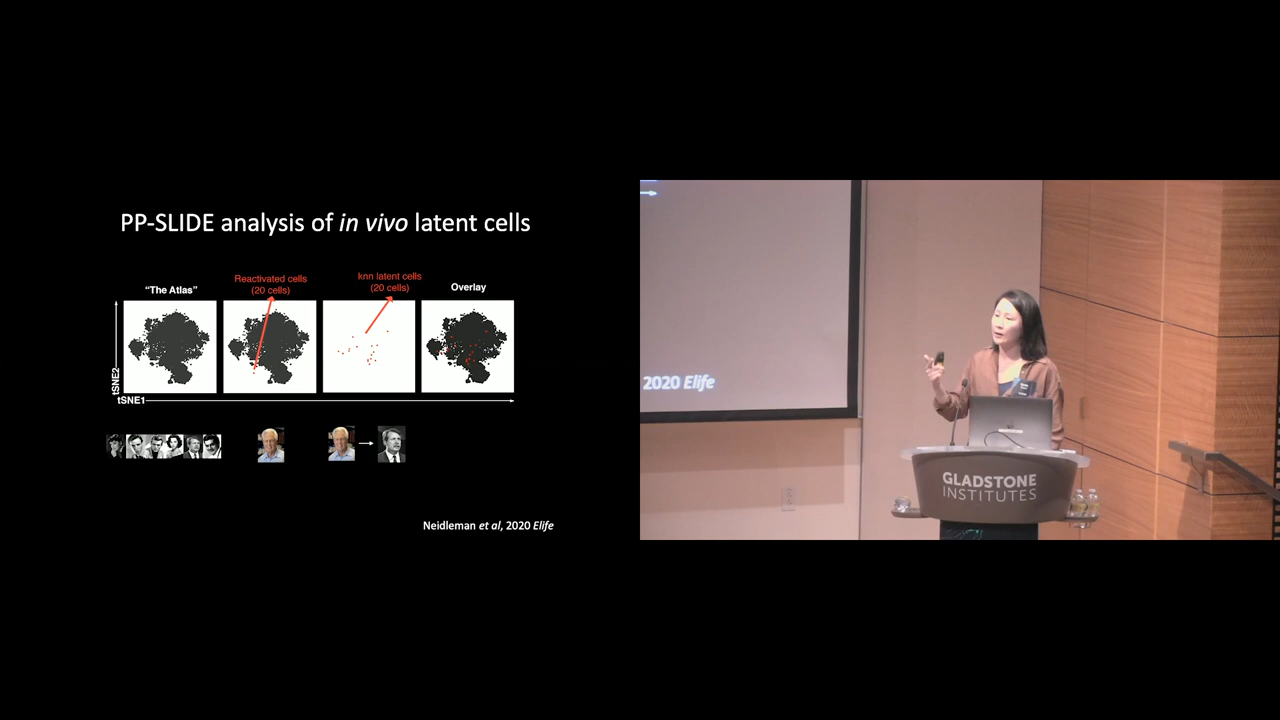 PP-SLIDE analysis of in vivo latent cells
"The Atlas"
Reactivated cells
(20 cells)
knn latent cells
(20 cells)
Overlay
tSNE2
tSNE1
Neidleman et al, 2020 Elife
2020 Elife
GLADSTONE
INSTITUTES